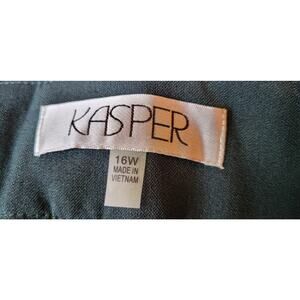 KASPER
16W
MADE IN
VIETNAM